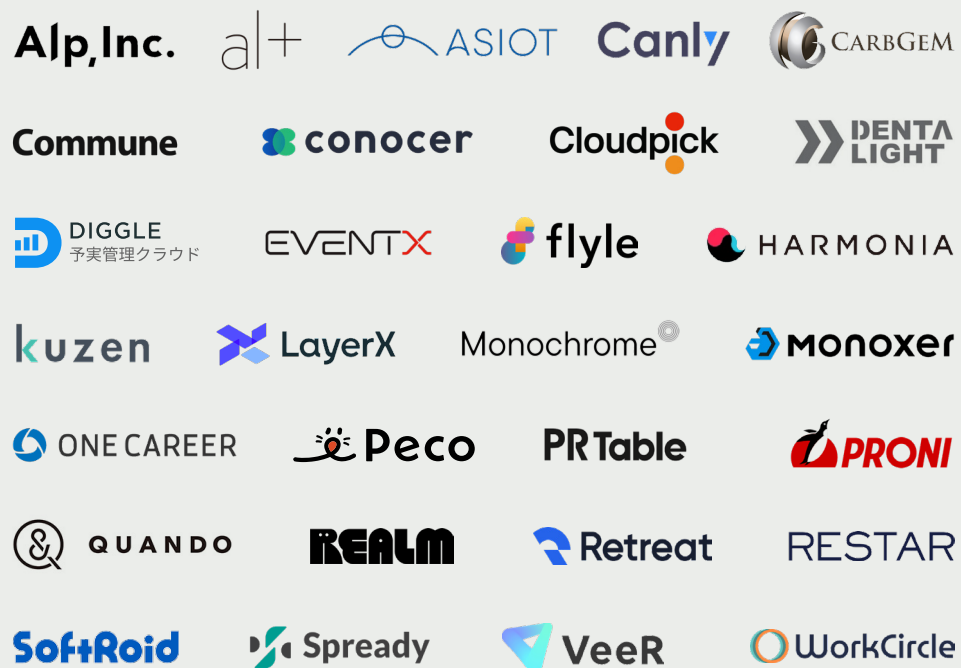 Alp,Inc.
al+
ASIOT
Canly
CARBGEM
Commune
conocer
Cloudpick
DENTA
LIGHT
DIGGLE
予実管理クラウド
EVENTX
flyle
HARMONIA
kuzen
LayerX
Monochrome
MONOXER
ONE CAREER
Peco
PR Table
PRONI
&
QUANDO
REALM
Retreat
RESTAR
SoftRoid
Spready
VeeR
WorkCircle